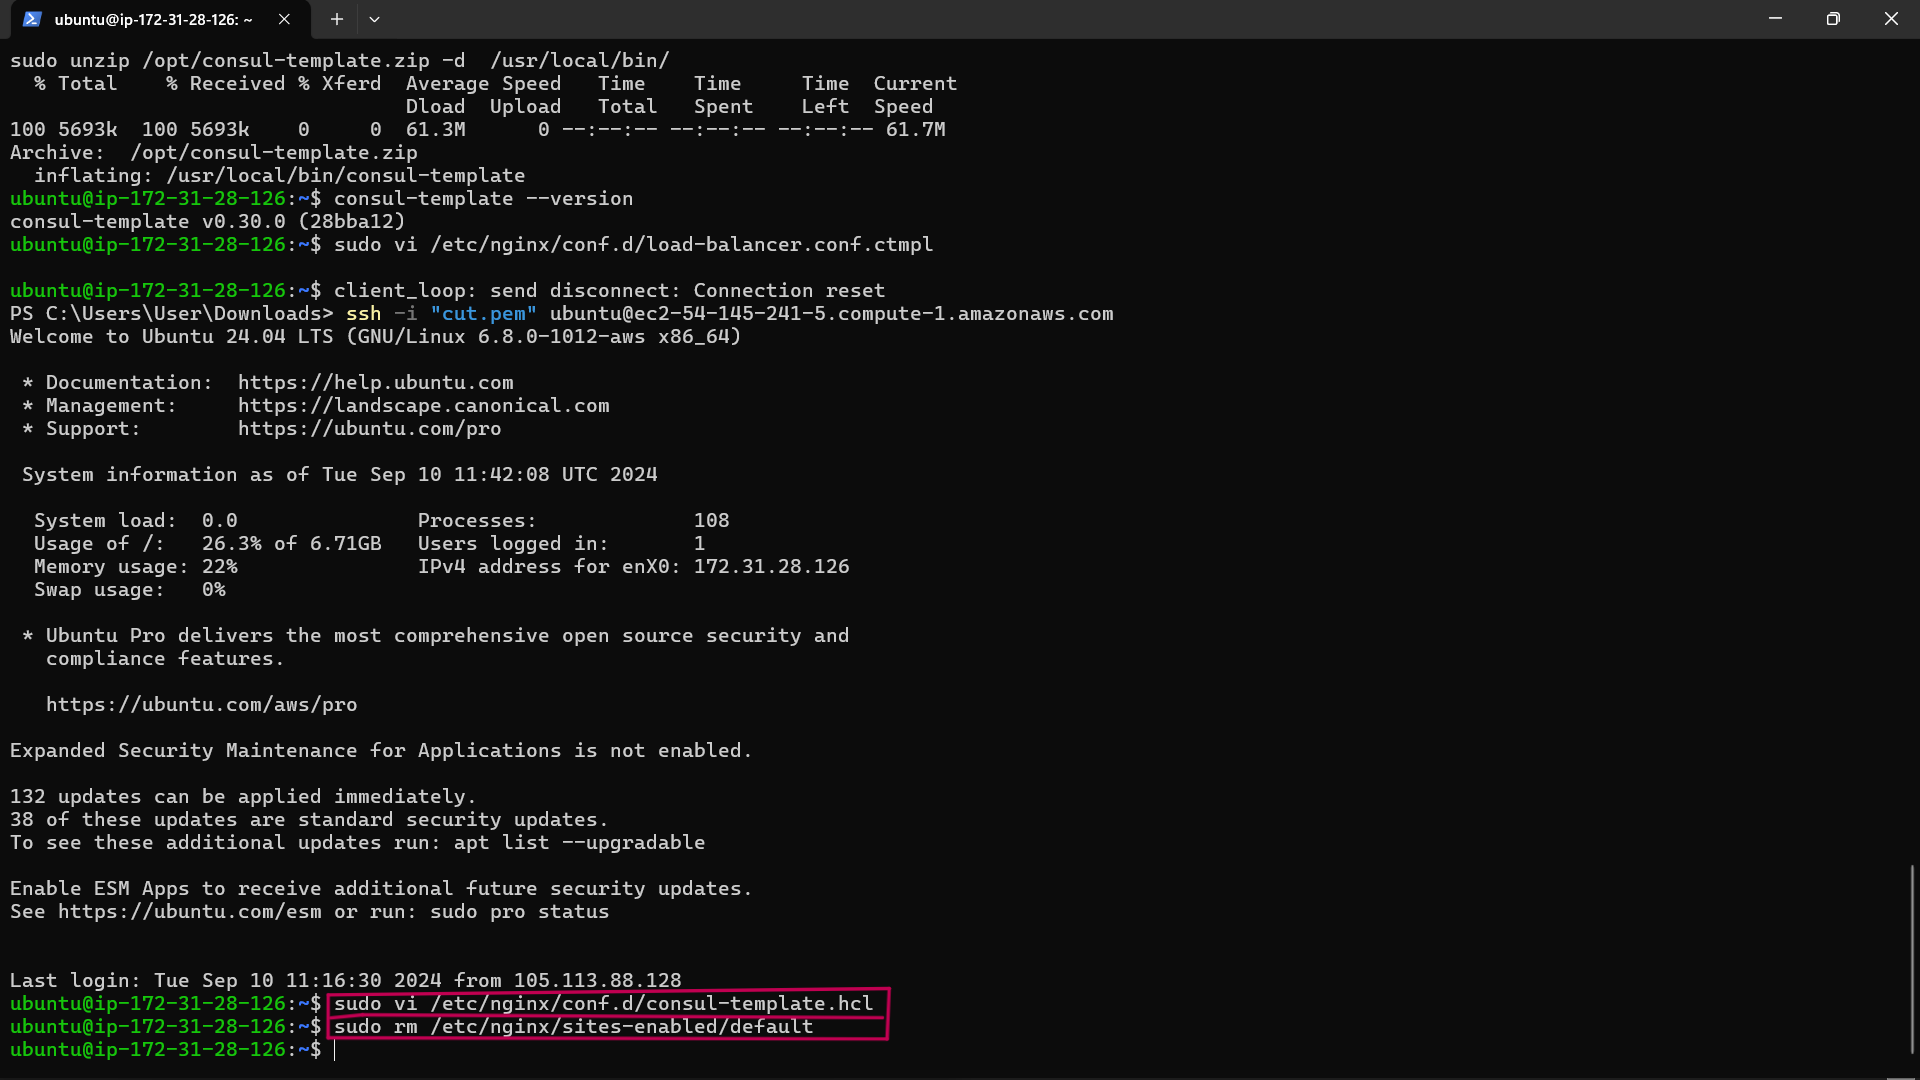 ubuntu@ip-172-31-28-126: ~
sudo unzip /opt/consul-template.zip -d  /usr/local/bin/
  % Total    % Received % Xferd  Average Speed   Time    Time     Time  Current
                                 Dload  Upload   Total   Spent    Left  Speed
100 5693k  100 5693k    0     0  61.3M      0 --:--:-- --:--:-- --:--:-- 61.7M
Archive:  /opt/consul-template.zip
  inflating: /usr/local/bin/consul-template
ubuntu@ip-172-31-28-126:~$ consul-template --version
consul-template v0.30.0 (28bba12)
ubuntu@ip-172-31-28-126:~$ sudo vi /etc/nginx/conf.d/load-balancer.conf.ctmpl
ubuntu@ip-172-31-28-126:~$ client_loop: send disconnect: Connection reset
PS C:\Users\User\Downloads> ssh -i "cut.pem" ubuntu@ec2-54-145-241-5.compute-1.amazonaws.com
Welcome to Ubuntu 24.04 LTS (GNU/Linux 6.8.0-1012-aws x86_64)
 * Documentation:  https://help.ubuntu.com
 * Management:     https://landscape.canonical.com
 * Support:        https://ubuntu.com/pro
 System information as of Tue Sep 10 11:42:08 UTC 2024
  System load:  0.0               Processes:             108
  Usage of /:   26.3% of 6.71GB   Users logged in:       1
  Memory usage: 22%               IPv4 address for enX0: 172.31.28.126
  Swap usage:   0%
 * Ubuntu Pro delivers the most comprehensive open source security and
   compliance features.
   https://ubuntu.com/aws/pro
Expanded Security Maintenance for Applications is not enabled.
132 updates can be applied immediately.
38 of these updates are standard security updates.
To see these additional updates run: apt list --upgradable
Enable ESM Apps to receive additional future security updates.
See https://ubuntu.com/esm or run: sudo pro status
Last login: Tue Sep 10 11:16:30 2024 from 105.113.88.128
ubuntu@ip-172-31-28-126:~$ sudo vi /etc/nginx/conf.d/consul-template.hcl
ubuntu@ip-172-31-28-126:~$ sudo rm /etc/nginx/sites-enabled/default
ubuntu@ip-172-31-28-126:~$